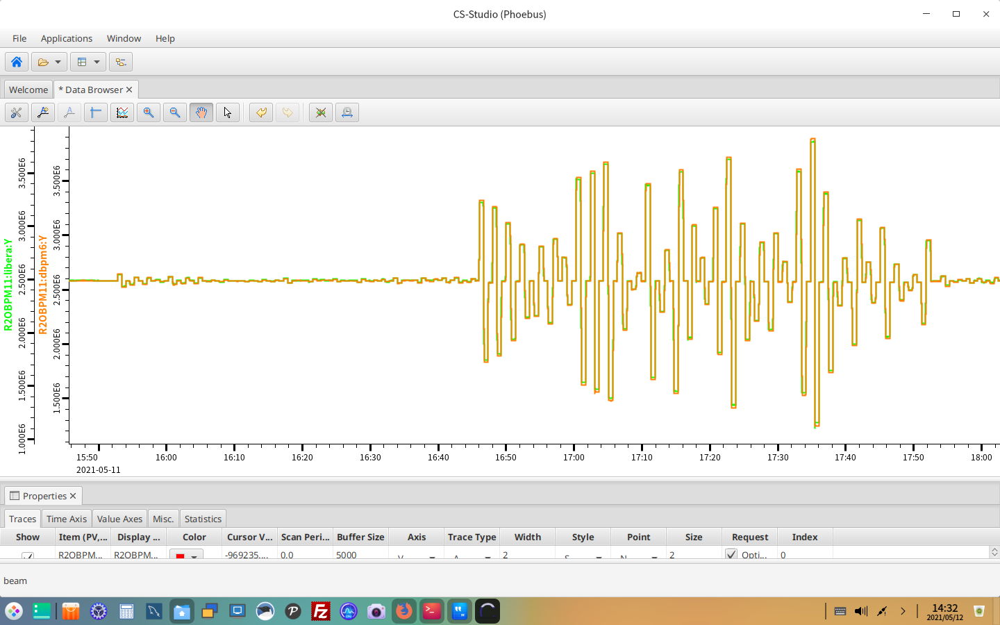 CS-Studio (Phoebus)
File Applications Window Help
Welcome * Data Browser
R2OBPM11:libera:Y
3.500E6
3.000E6
2.500E6
2.000E6
1.500E6
1.000E6
R2OBPM11:dbpm6:Y
3.500E6
3.000E6
2.500E6
2.000E6
1.500E6
15:50 16:00 16:10 16:20 16:30 16:40 16:50 17:00 17:10 17:20 17:30 17:40 17:50 18:00
2021-05-11
Properties
Traces Time Axis Value Axes Misc. Statistics
Show Item (PV,... Display ... Color Cursor V... Scan Peri... Buffer Size Axis Trace Type Width Style Point Size Request Index
R2OBPM... R2OBPM... -969235.... 0.0 5000 2 2 Opti... 0
beam
14:32
2021/05/12